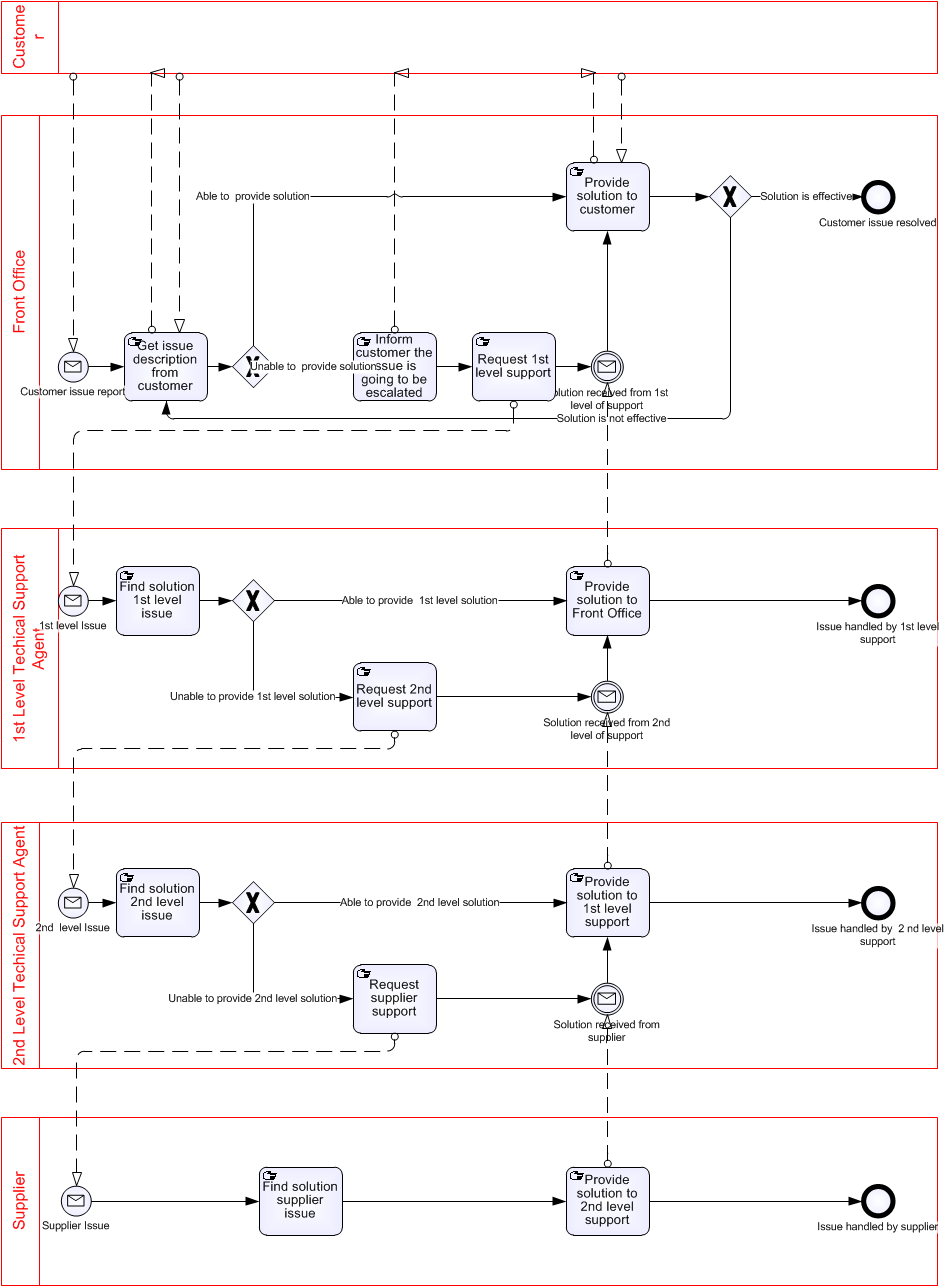 Custome
r
Front Office
Able to  provide solution
Provide
solution to
customer
Solution is effective
Customer issue resolved
Customer issue report
Get issue
description
from
customer
Unable to  provide solution
Inform
customer the
issue is
going to be
escalated
Request 1st
level support
Solution received from 1st
level of support
Solution is not effective
1st Level Techical Support
Agent
1st level Issue
Find solution
1st level
issue
Able to provide  1st level solution
Provide
solution to
Front Office
Issue handled by 1st level
support
Unable to provide 1st level solution
Request 2nd
level support
Solution received from 2nd
level of support
2nd Level Techical Support Agent
2nd  level Issue
Find solution
2nd level
issue
Able to provide  2nd level solution
Provide
solution to
1st level
support
Issue handled by  2 nd level
support
Unable to provide 2nd level solution
Request
supplier
support
Solution received from
supplier
Supplier
Supplier Issue
Find solution
supplier
issue
Provide
solution to
2nd level
support
Issue handled by supplier